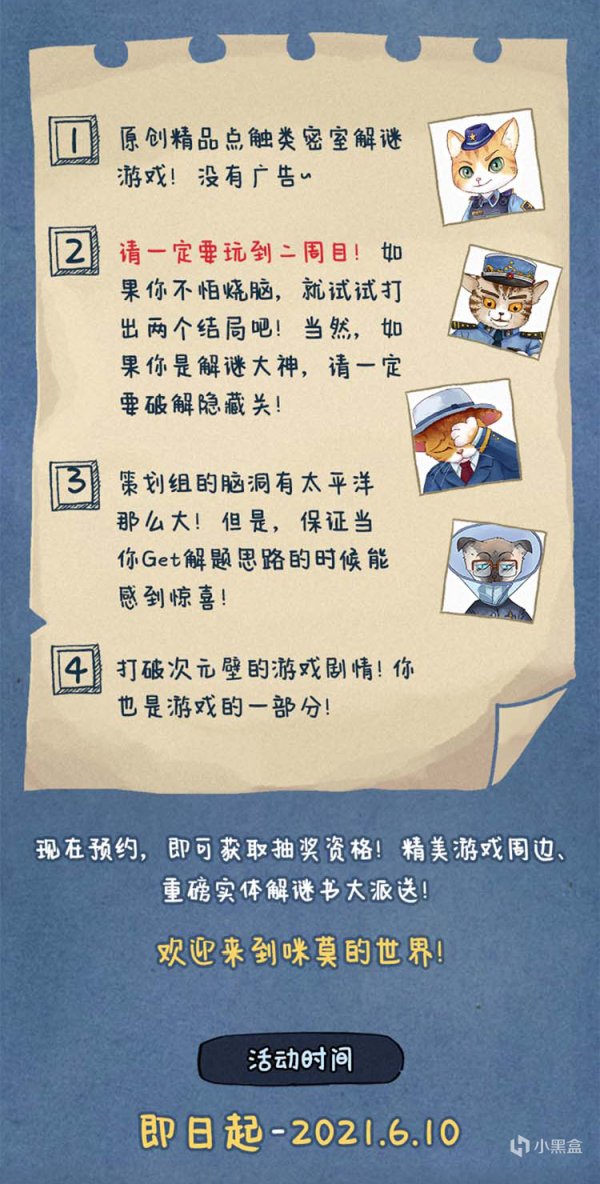 1
原创精品点触类密室解谜
游戏！没有广告~
2
请一定要玩到二周目！如
果你不怕烧脑，就试试打
出两个结局吧！当然，如
果你是解谜大神，请一定
要破解隐藏关！
3
策划组的脑洞有太平洋
那么大！但是，保证当
你Get解题思路的时候能
感到惊喜！
4
打破次元壁的游戏剧情！你
也是游戏的一部分！
现在预约，即可获取抽奖资格！精美游戏周边、
重磅实体解谜书大派送！
欢迎来到咪莫的世界！
活动时间
即日起-2021.6.10
小黑盒